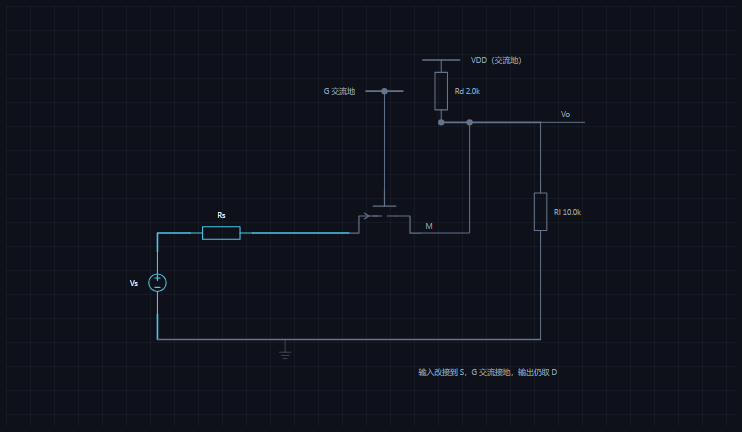 VDD（交流地）
G 交流地
Rd 2.0k
Vo
Rs
M
Rl 10.0k
Vs
输入改接到 S，G 交流接地，输出仍取 D